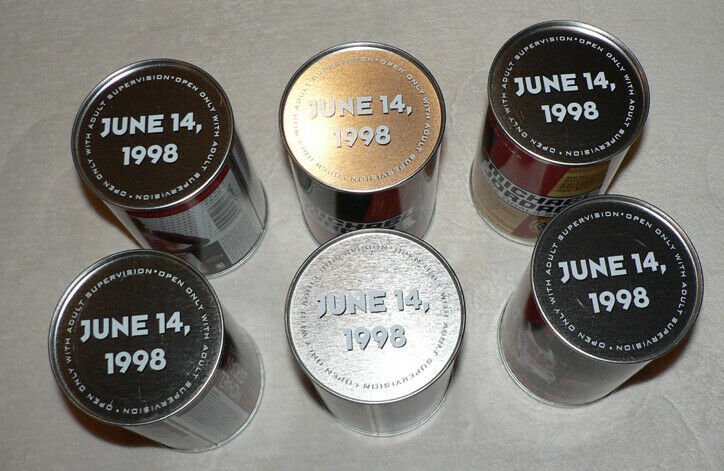 JUNE 14,
1998
OPEN ONLY WITH ADULT SUPERVISION •
JUNE 14,
1998
OPEN ONLY WITH ADULT SUPERVISION •
JUNE 14,
1998
OPEN ONLY WITH ADULT SUPERVISION •
MICHAEL
JUNE 14,
1998
OPEN ONLY WITH ADULT SUPERVISION •
JUNE 14,
1998
OPEN ONLY WITH ADULT SUPERVISION •
JUNE 14,
1998
OPEN ONLY WITH ADULT SUPERVISION •